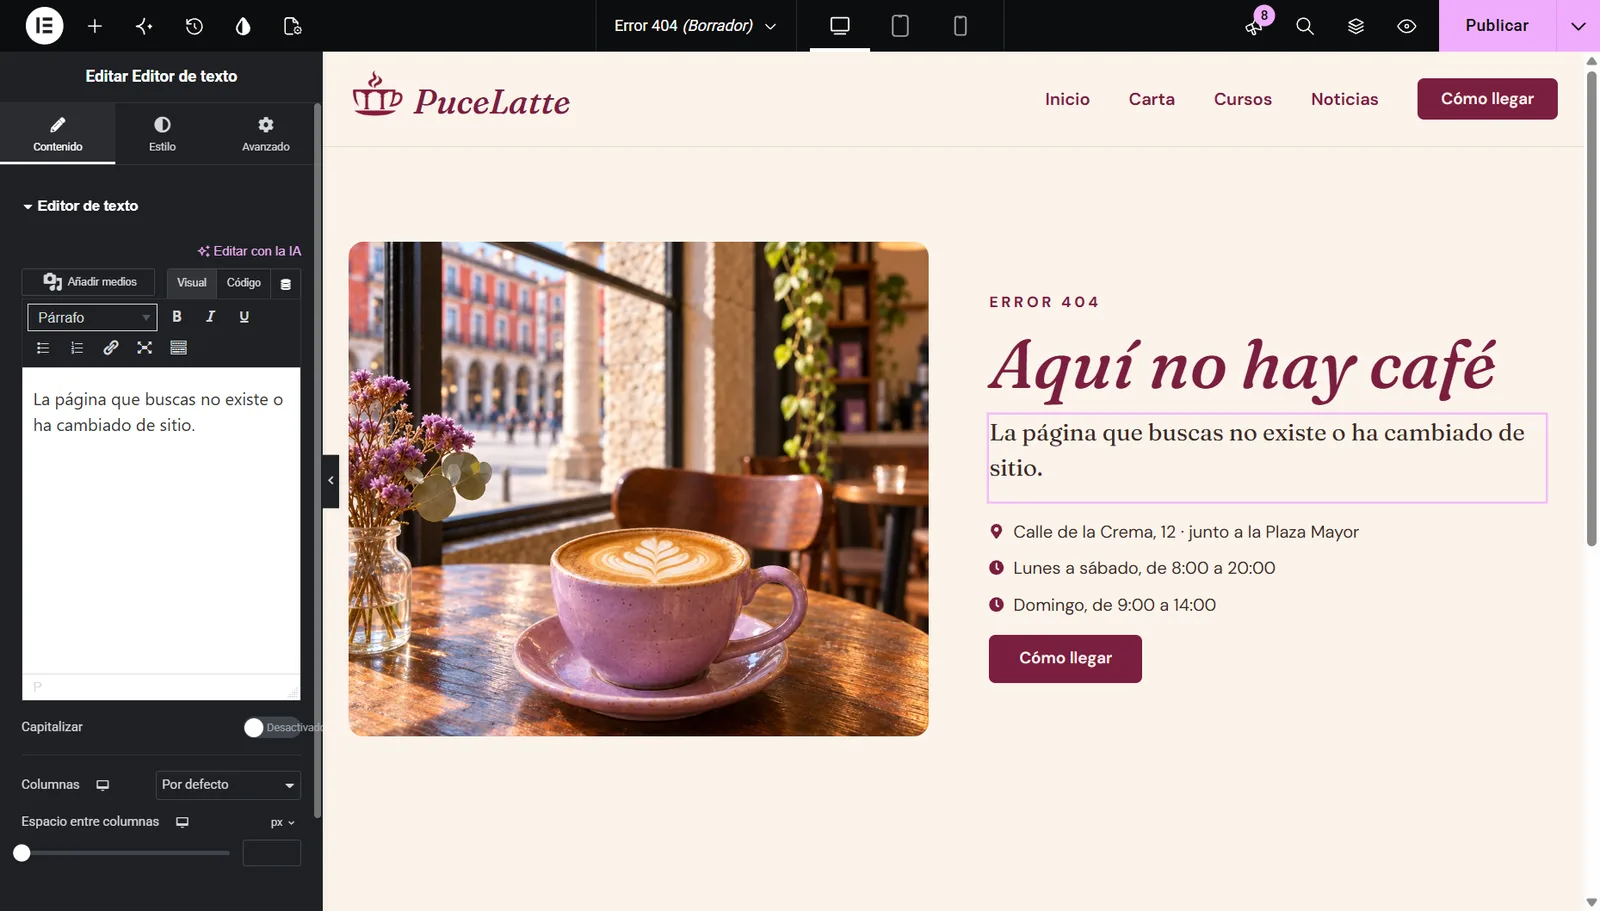 Error 404 (Borrador)
8
Publicar
Editar Editor de texto
Contenido
Estilo
Avanzado
Editor de texto
Editar con la IA
Añadir medios
Visual
Código
Párrafo
B
I
U
La página que buscas no existe o
ha cambiado de sitio.
P
Capitalizar
Desactivado
Columnas
Por defecto
Espacio entre columnas
px
PuceLatte
Inicio
Carta
Cursos
Noticias
Cómo llegar
ERROR 404
Aquí no hay café
La página que buscas no existe o ha cambiado de
sitio.
Calle de la Crema, 12 · junto a la Plaza Mayor
Lunes a sábado, de 8:00 a 20:00
Domingo, de 9:00 a 14:00
Cómo llegar